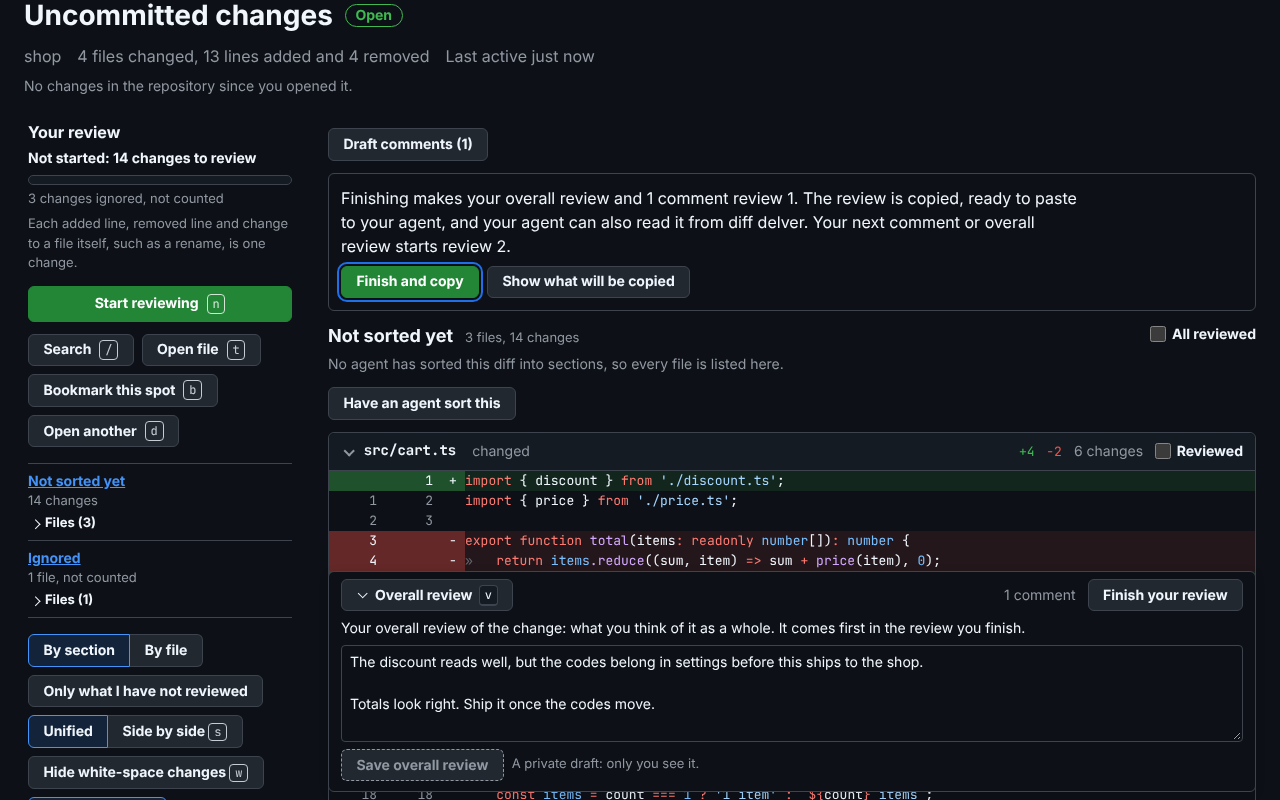 Uncommitted changes Open
shop 4 files changed, 13 lines added and 4 removed Last active just now
No changes in the repository since you opened it.
Your review
Not started: 14 changes to review
3 changes ignored, not counted
Each added line, removed line and change
to a file itself, such as a rename, is one
change.
Start reviewing n
Search / Open file t
Bookmark this spot b
Open another d
Not sorted yet
14 changes
Files (3)
Ignored
1 file, not counted
Files (1)
By section By file
Only what I have not reviewed
Unified Side by side s
Hide white-space changes w
Draft comments (1)
Finishing makes your overall review and 1 comment review 1. The review is copied, ready to paste
to your agent, and your agent can also read it from diff delver. Your next comment or overall
review starts review 2.
Finish and copy Show what will be copied
Not sorted yet 3 files, 14 changes All reviewed
No agent has sorted this diff into sections, so every file is listed here.
Have an agent sort this
src/cart.ts changed +4 -2 6 changes Reviewed
1 + import { discount } from './discount.ts';
1 2 import { price } from './price.ts';
2 3
3 - export function total(items: readonly number[]): number {
4 - » return items.reduce((sum, item) => sum + price(item), 0);
Overall review v 1 comment Finish your review
Your overall review of the change: what you think of it as a whole. It comes first in the review you finish.
The discount reads well, but the codes belong in settings before this ships to the shop.
Totals look right. Ship it once the codes move.
Save overall review A private draft: only you see it.
18 18 const items = count === 1 ? '1 item' : `${count} items`;